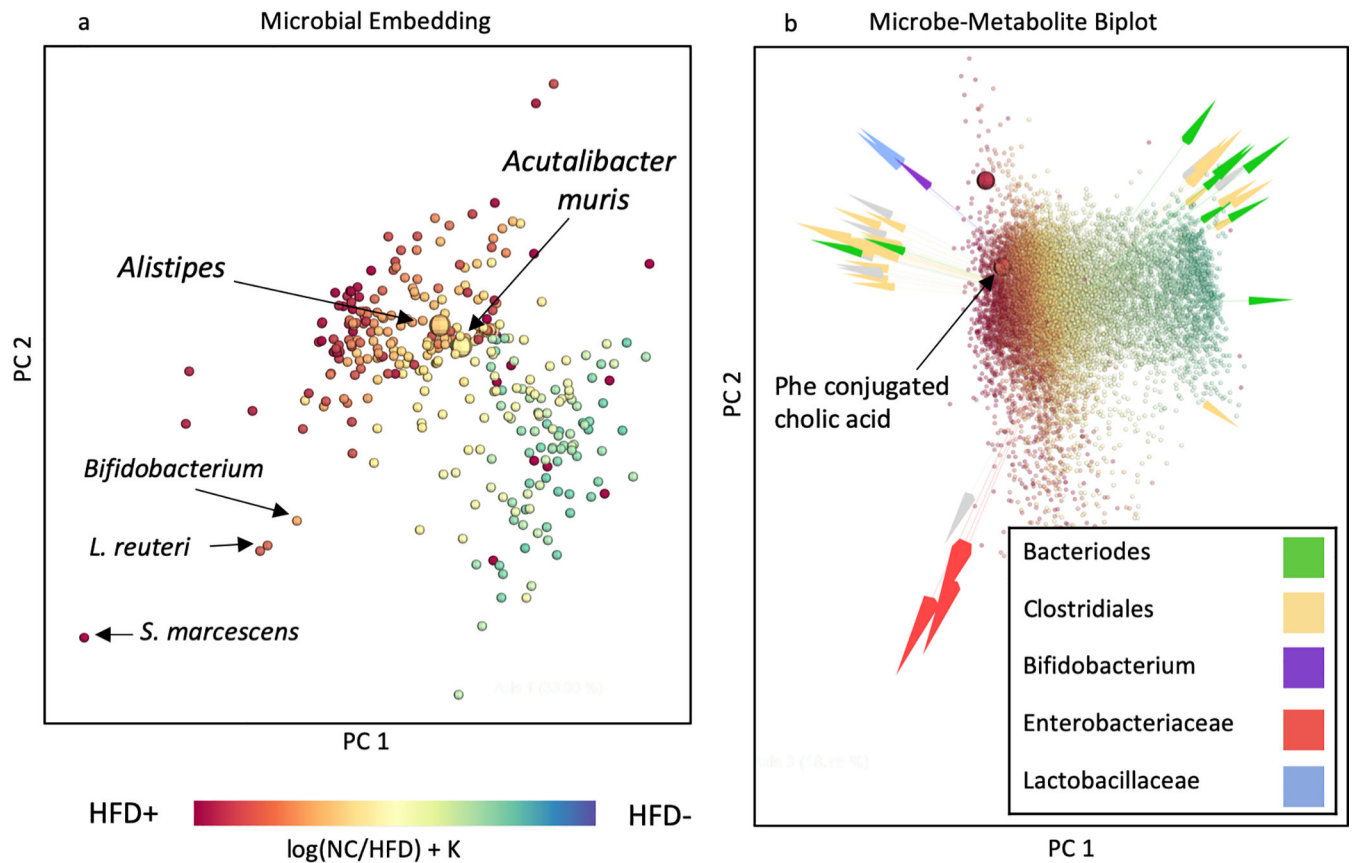 a
Microbial Embedding
b
Microbe-Metabolite Biplot
Acutalibacter
muris
Alistipes
Bifidobacterium
L. reuteri
S. marcescens
PC 2
PC 1
HFD+
HFD-
log(NC/HFD) + K
Phe conjugated
cholic acid
PC 2
Bacteriodes
Clostridiales
Bifidobacterium
Enterobacteriaceae
Lactobacillaceae
PC 1